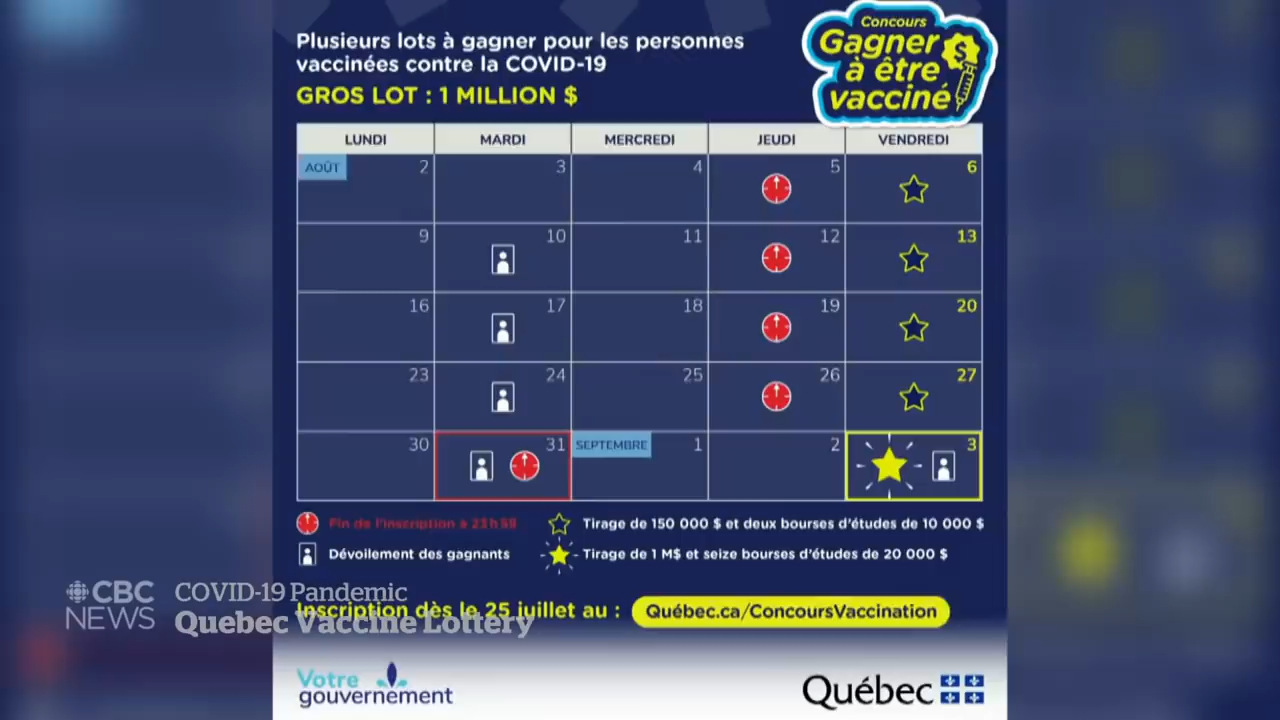 Plusieurs lots à gagner pour les personnes
vaccinées contre la COVID-19
GROS LOT : 1 MILLION $
Concours
Gagner
à être
vacciné
$
LUNDI MARDI MERCREDI JEUDI VENDREDI
AOÛT 2 3 4 5 6
9 10 11 12 13
16 17 18 19 20
23 24 25 26 27
30 31 SEPTEMBRE 1 2 3
Fin de l'inscription à 23 h 59
Tirage de 150 000 $ et deux bourses d'études de 10 000 $
Dévoilement des gagnants
Tirage de 1 M$ et seize bourses d'études de 20 000 $
CBC
NEWS
COVID-19 Pandemic
Quebec Vaccine Lottery
Inscription dès le 25 juillet au : Québec.ca/ConcoursVaccination
Votre
gouvernement
Québec